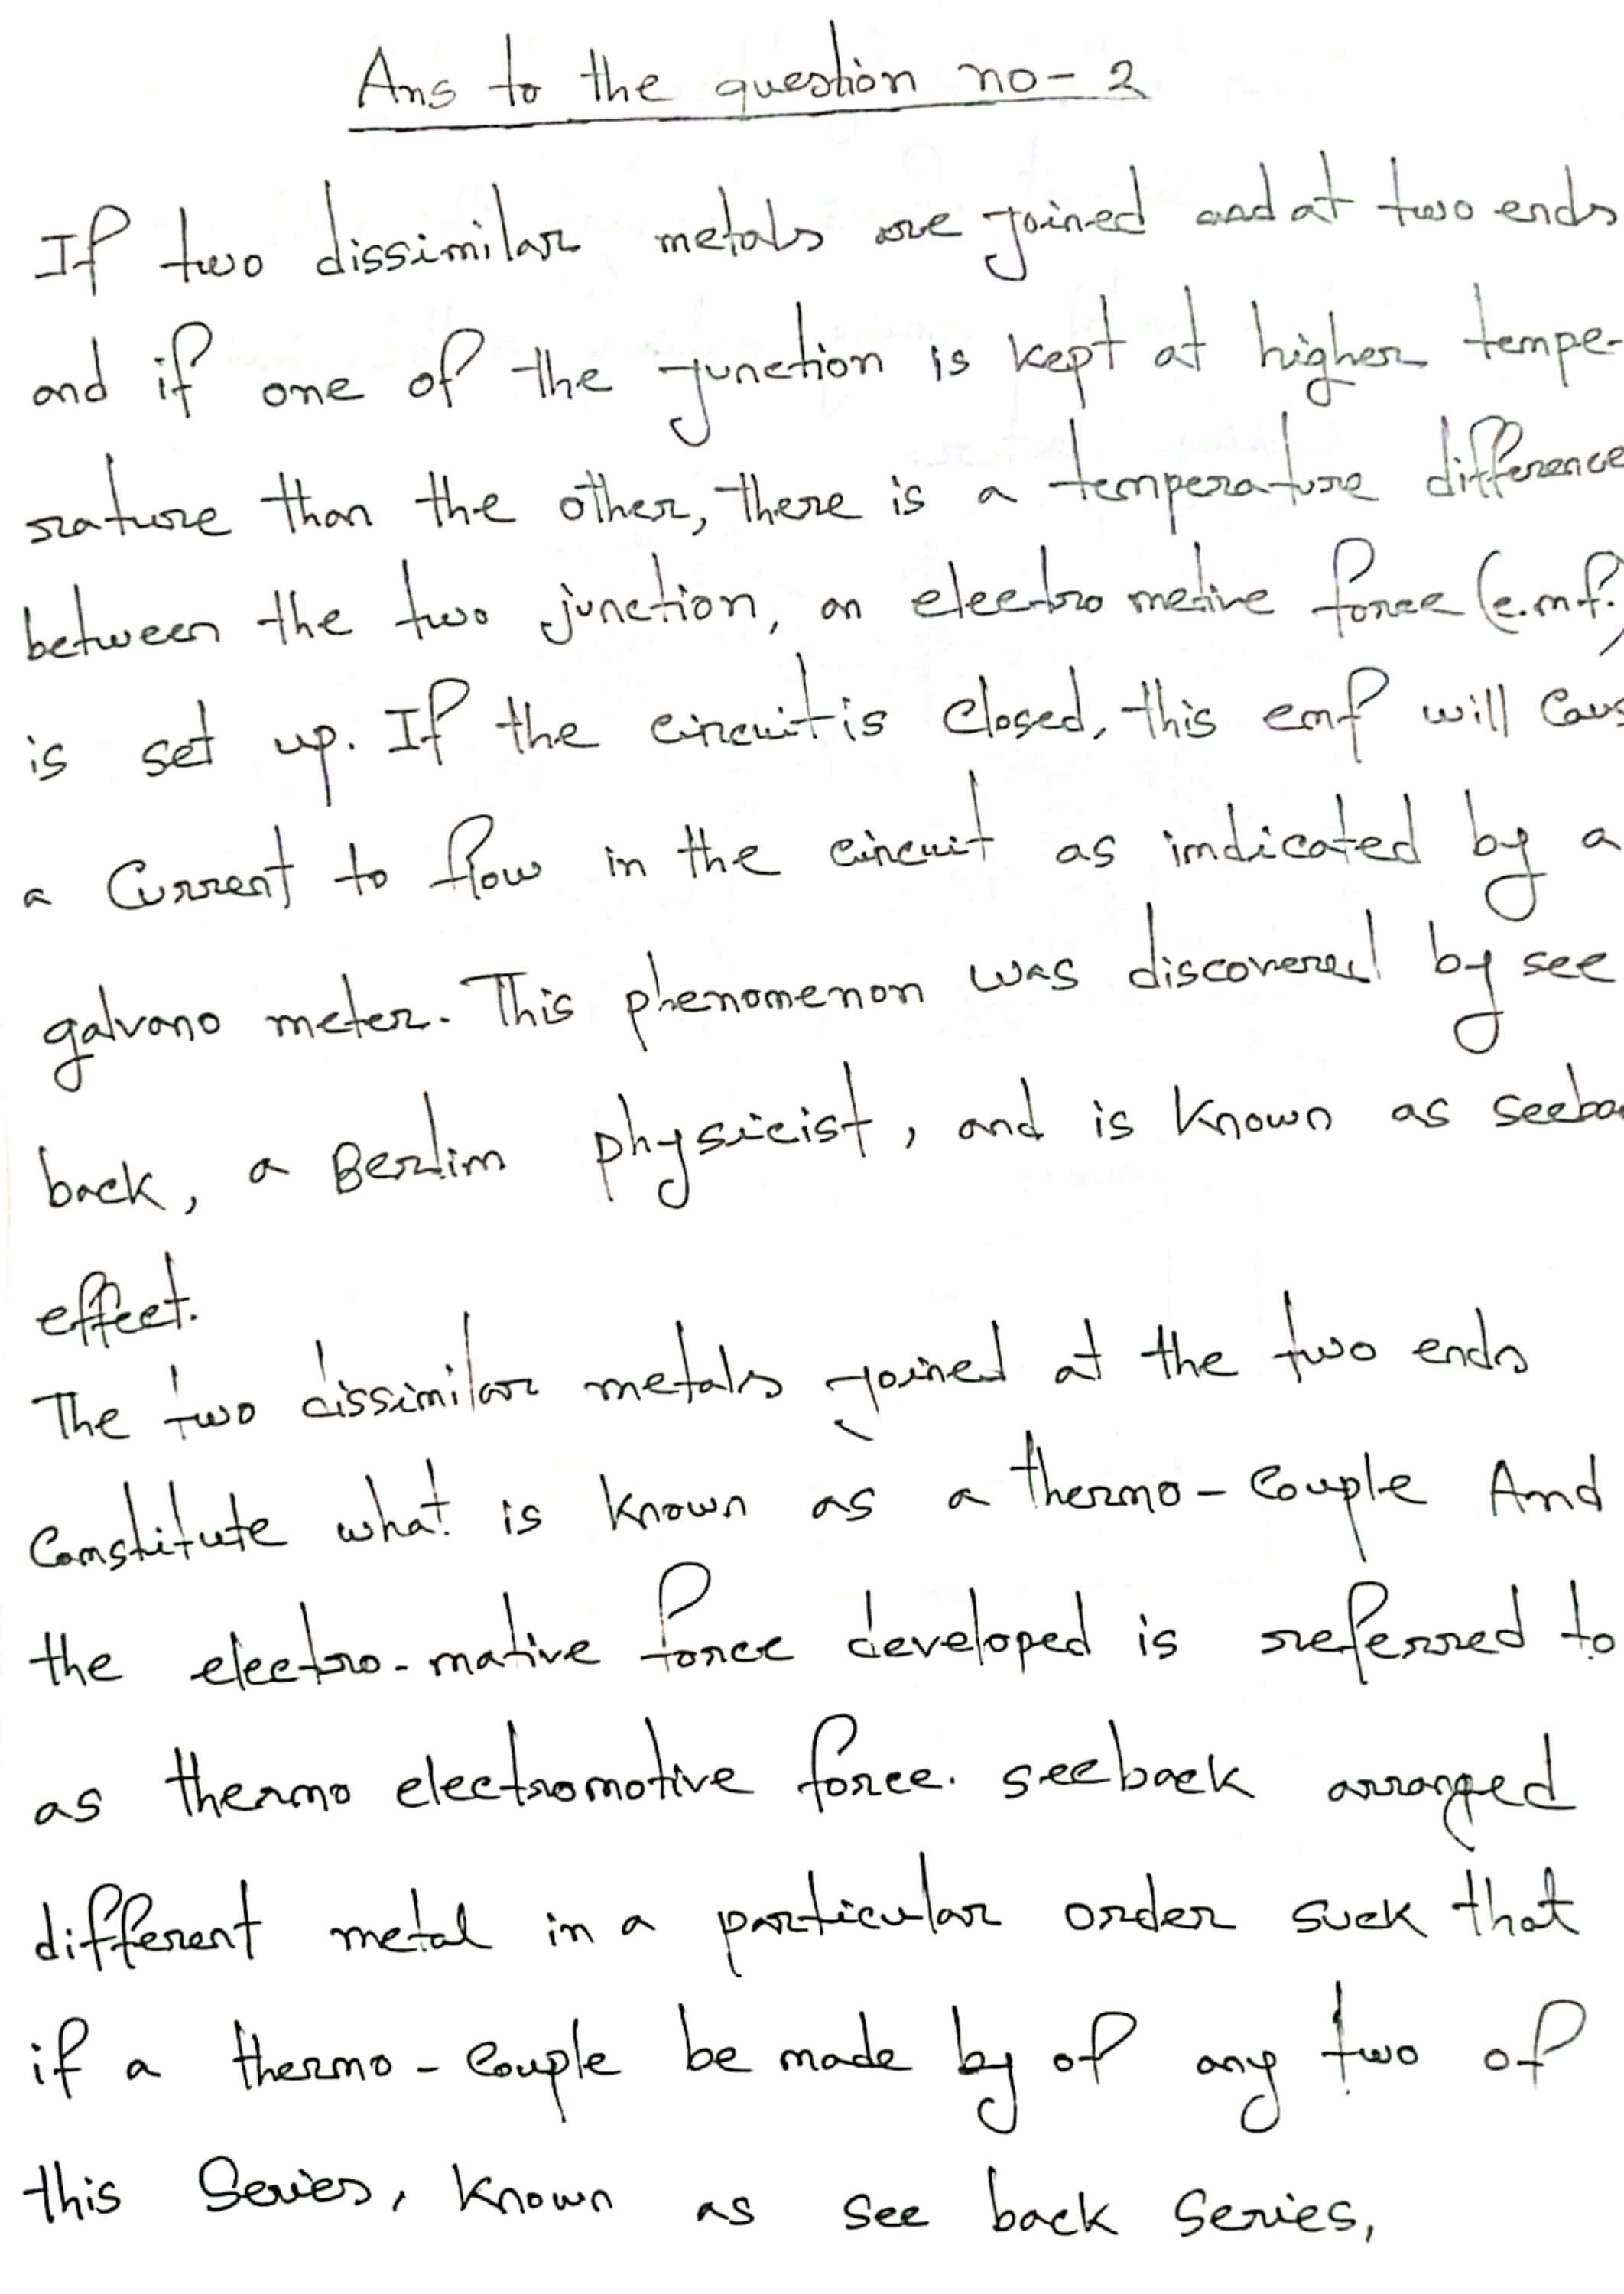 Ans to the question no- 2
If two dissimilar metals are joined and at two ends
and if one of the junction is kept at higher tempe-
rature than the other, there is a temperature difference
between the two junction, an electro metive force (e.m.f.)
is set up. If the circuit is closed, this emf will Caus
a Current to flow in the circuit as indicated by a
galvano meter. This phenomenon was discovered by see
back, a Berlim physicist, and is known as seeba
effect.
The two dissimilar metals joined at the two ends
Constitute what is known as a thermo-Couple And
the electro-mative force developed is referred to
as thermo electromotive force. seeback arranged
different metal in a particular order suck that
if a thermo-Couple be made by of any two of
this Series, known as see back Series,